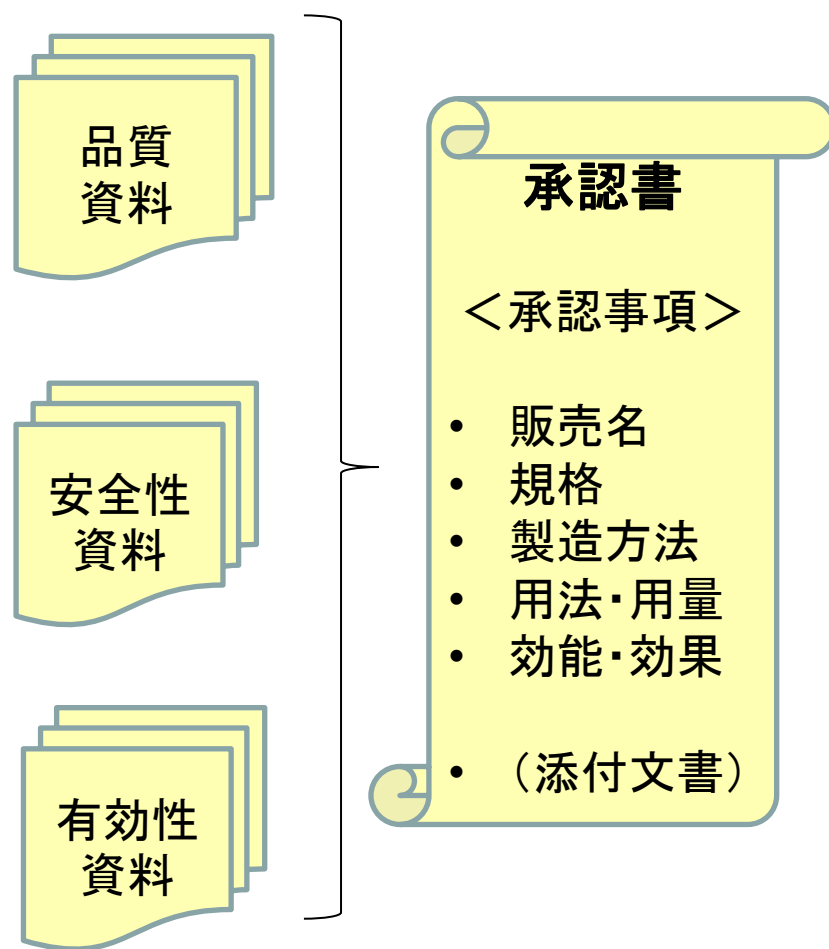 品質
資料
安全性
資料
有効性
資料
承認書
＜承認事項＞
• 販売名
• 規格
• 製造方法
• 用法・用量
• 効能・効果
• （添付文書）